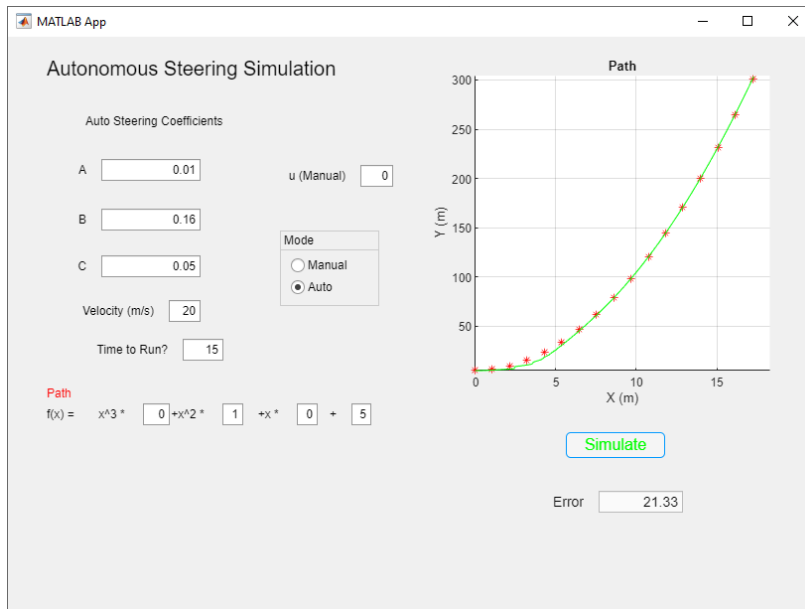 MATLAB App
Autonomous Steering Simulation
Auto Steering Coefficients
A 0.01
B 0.16
C 0.05
u (Manual) 0
Mode
Manual
Auto
Velocity (m/s) 20
Time to Run? 15
Path
f(x) = x^3 * 0 +x^2 * 1 +x * 0 + 5
Path
300
250
200
150
100
50
Y (m)
0 5 10 15
X (m)
Simulate
Error 21.33